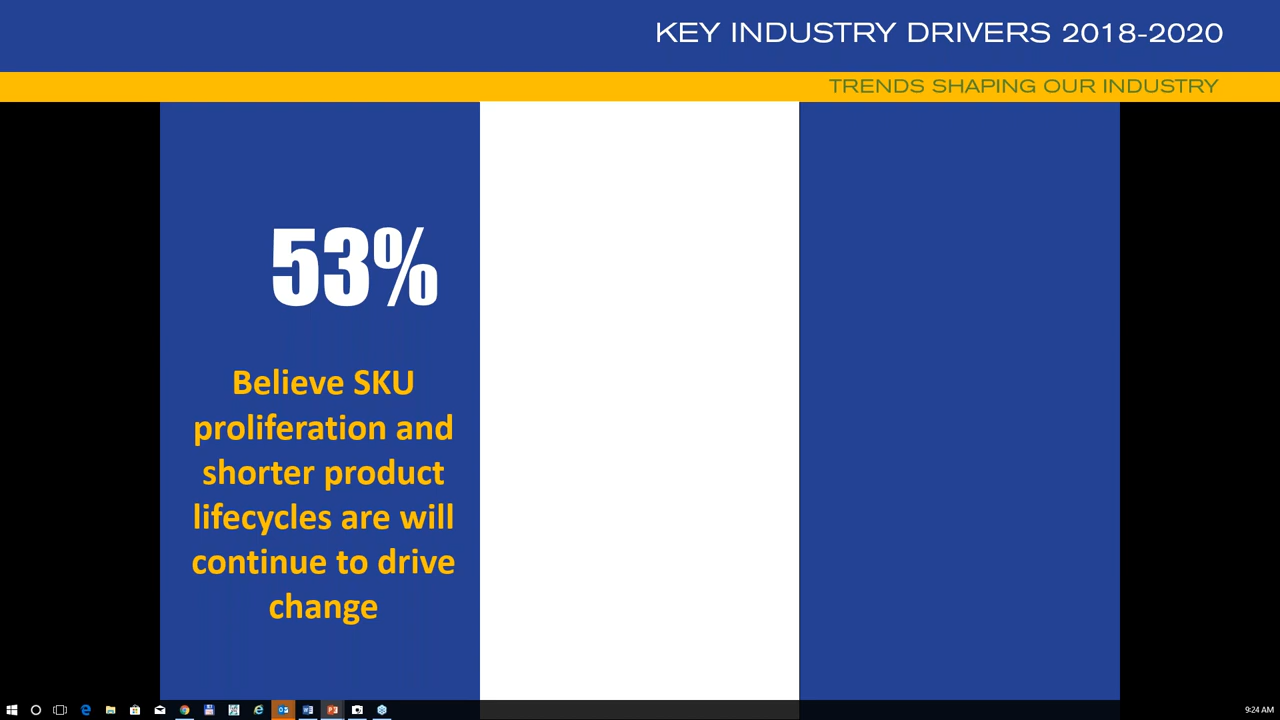 KEY INDUSTRY DRIVERS 2018-2020
TRENDS SHAPING OUR INDUSTRY
53%
Believe SKU
proliferation and
shorter product
lifecycles are will
continue to drive
change
9:24 AM